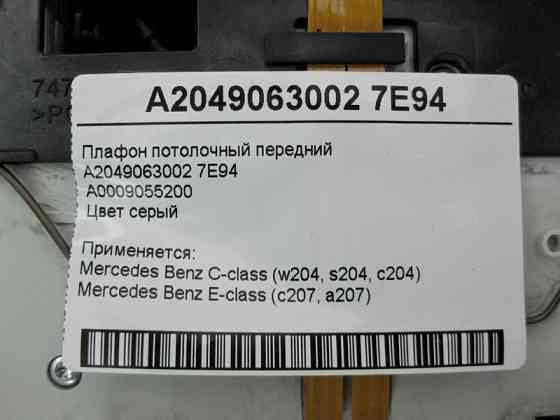 A2049063002 7E94
Плафон потолочный передний
A2049063002 7E94
A0009055200
Цвет серый
Применяется:
Mercedes Benz C-class (w204, s204, c204)
Mercedes Benz E-class (c207, a207)